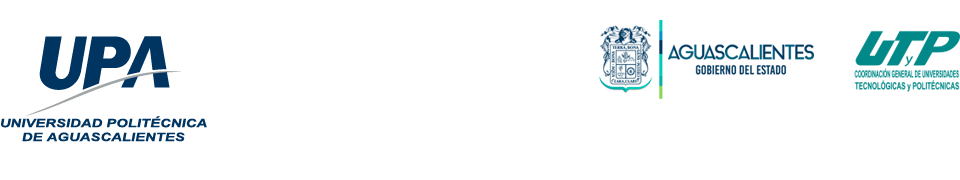 UPA
UNIVERSIDAD POLITÉCNICA
DE AGUASCALIENTES
AGUASCALIENTES
GOBIERNO DEL ESTADO
UTyP
COORDINACIÓN GENERAL DE UNIVERSIDADES
TECNOLÓGICAS y POLITÉCNICAS